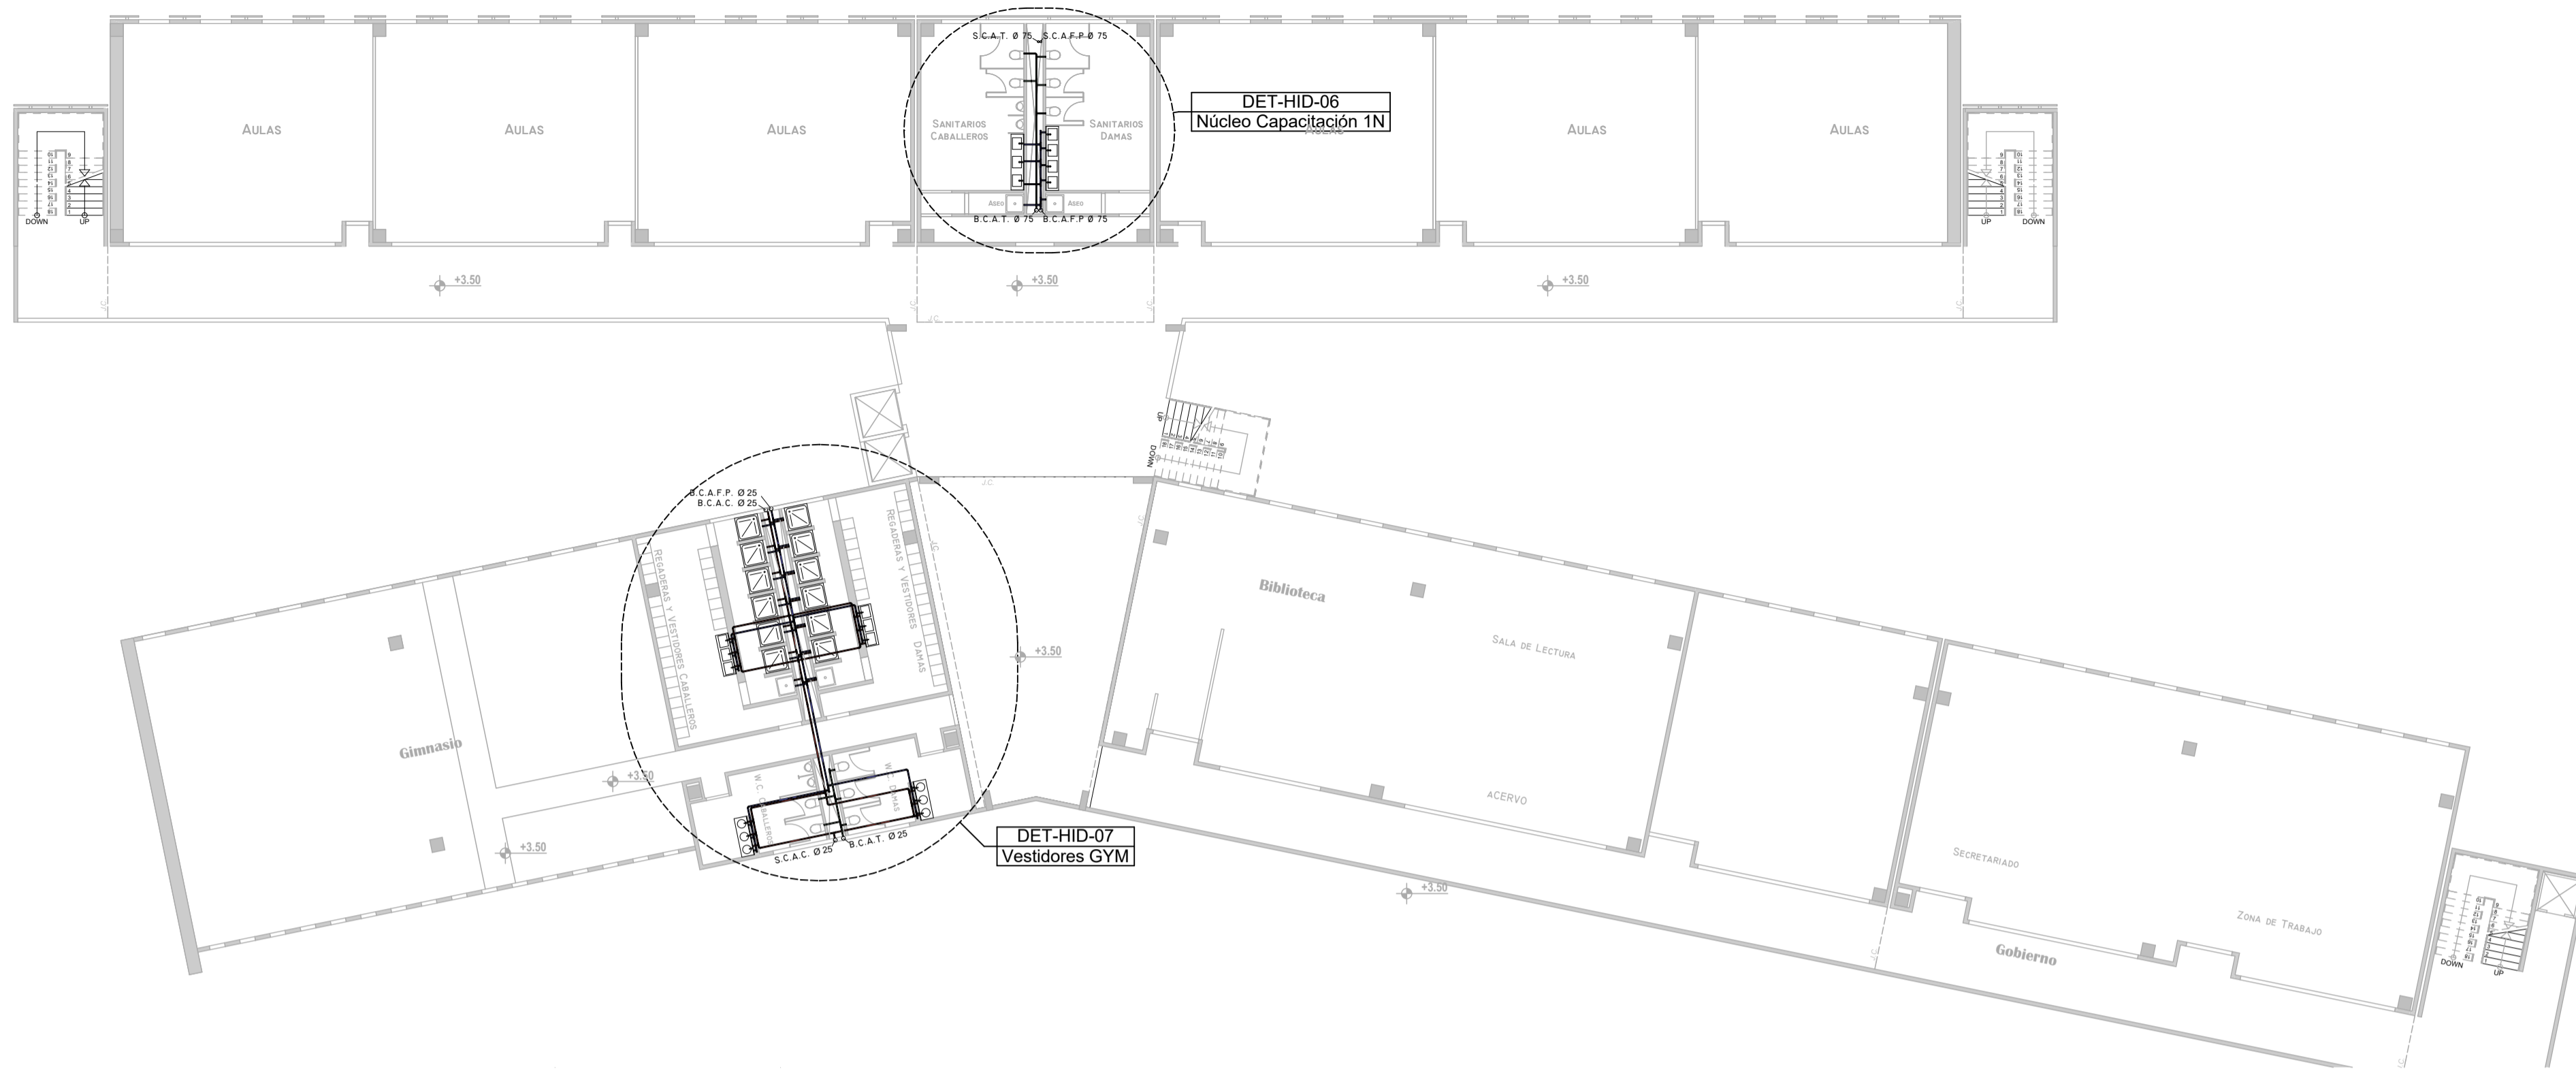 S.C.A.T. Ø 75
S.C.A.F.P Ø 75
DET-HID-06
Núcleo Capacitación 1N
AULAS
AULAS
AULAS
SANITARIOS
CABALLEROS
SANITARIOS
DAMAS
AULAS
AULAS
AULAS
ASEO
ASEO
B.C.A.T. Ø 75
B.C.A.F.P Ø 75
DOWN
UP
UP
DOWN
+3.50
+3.50
+3.50
J.C.
J.C.
J.C.
J.C.
J.C.
UP
DOWN
J.C.
B.C.A.F.P. Ø 25
B.C.A.C. Ø 25
REGADERAS Y VESTIDORES CABALLEROS
REGADERAS Y VESTIDORES DAMAS
J.C.
J.C.
+3.50
Biblioteca
SALA DE LECTURA
Gimnasio
+3.50
W.C. CABALLEROS
W.C. DAMAS
ACERVO
+3.50
S.C.A.C. Ø 25
B.C.A.T. Ø 25
DET-HID-07
Vestidores GYM
+3.50
SECRETARIADO
ZONA DE TRABAJO
Gobierno
J.C.
DOWN
UP
J.C.